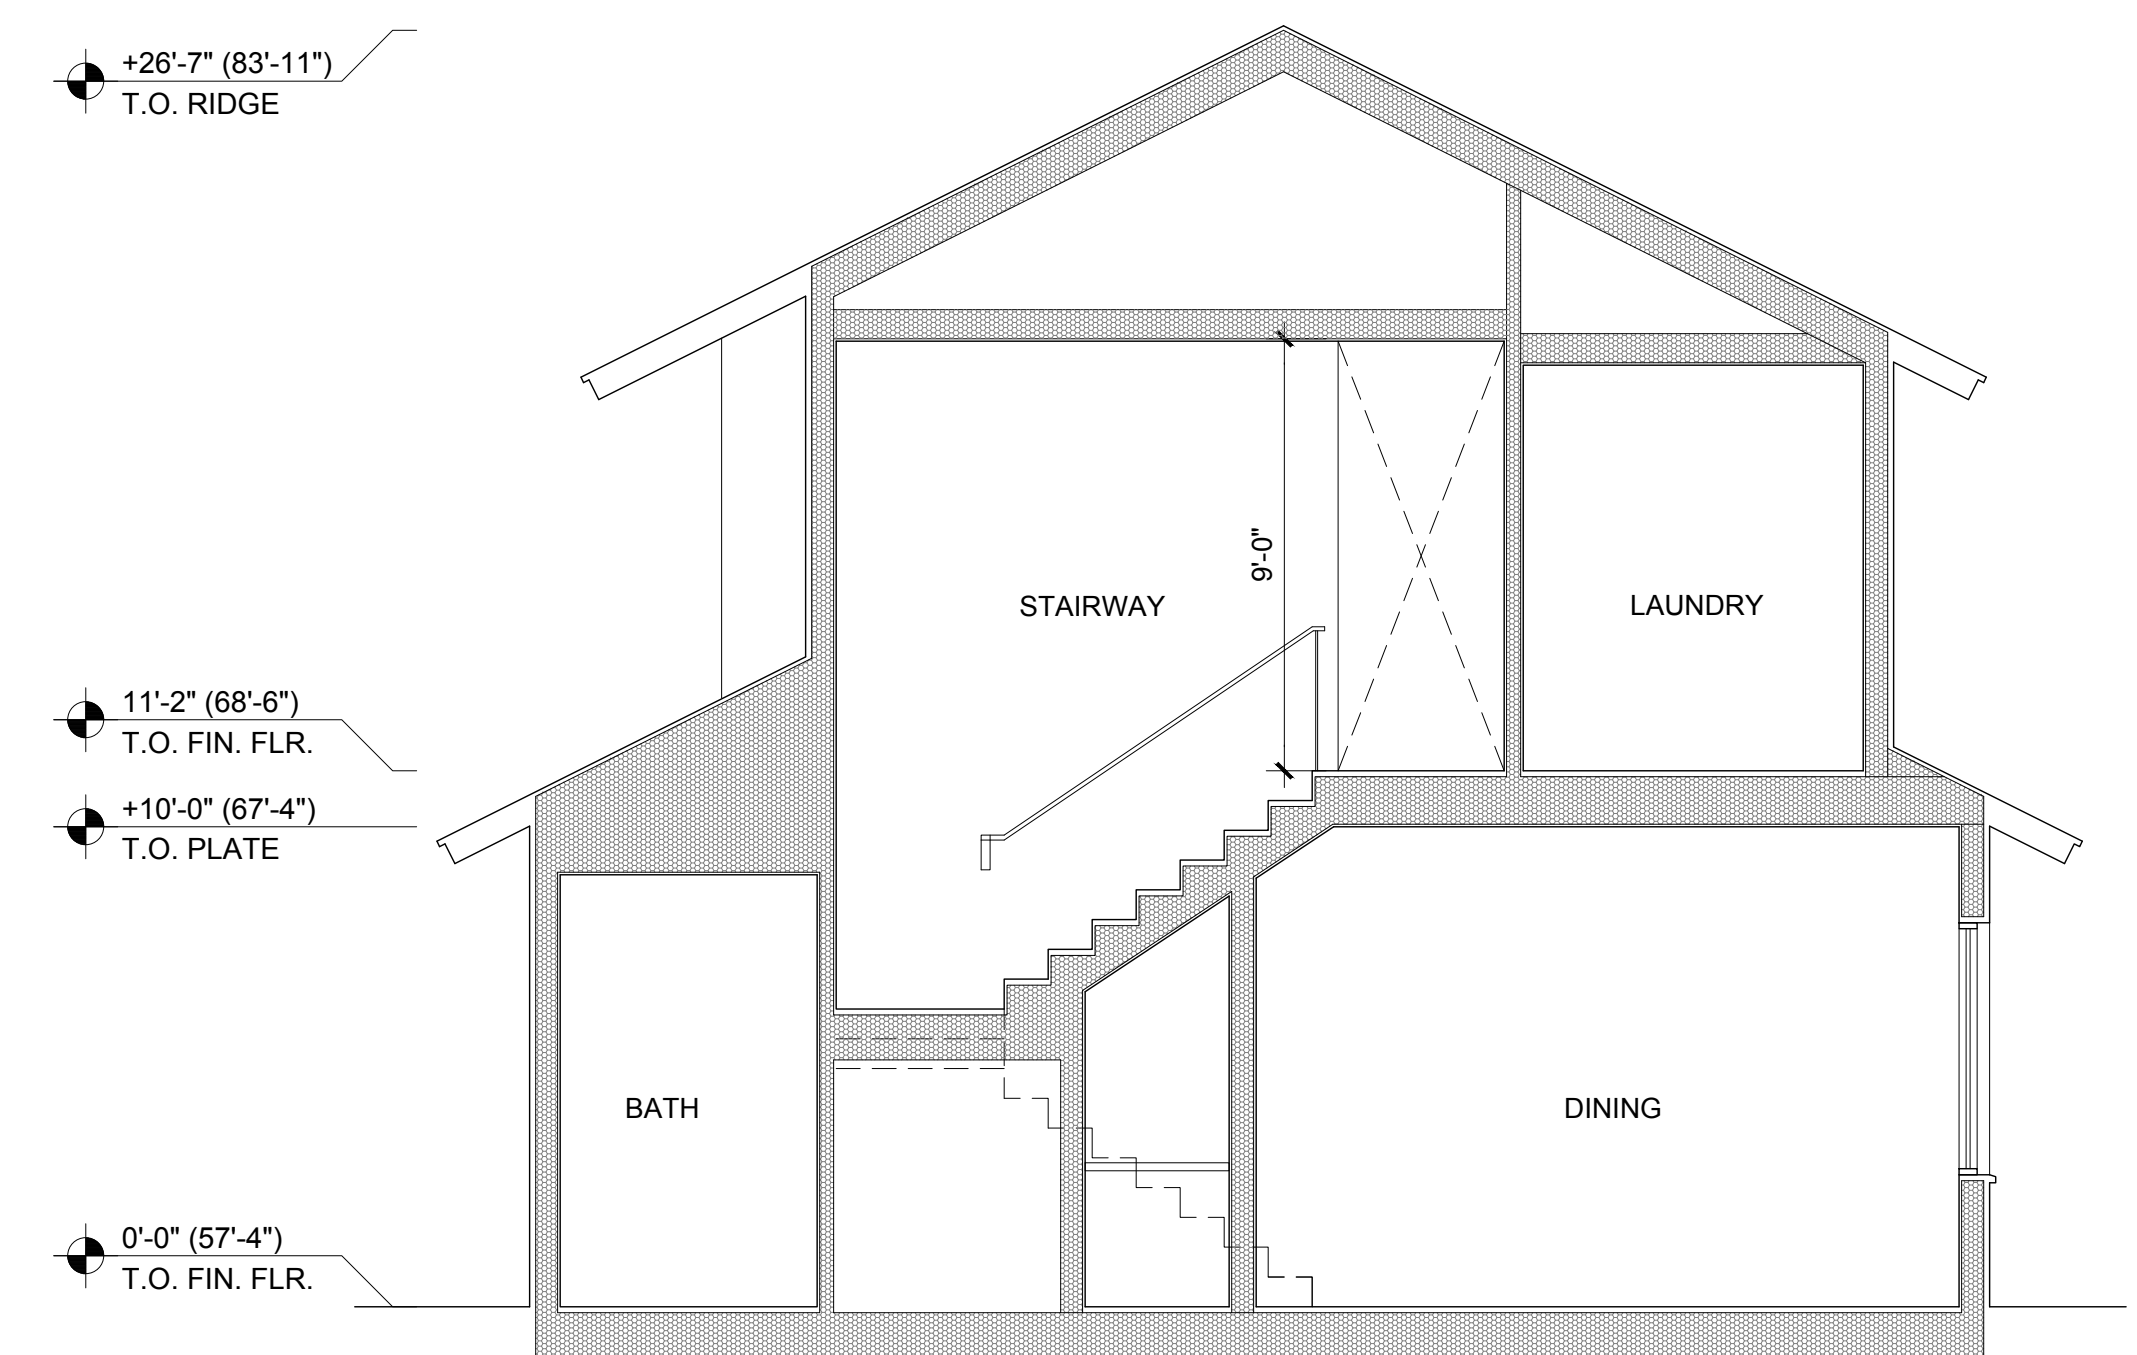 +26'-7" (83'-11")
T.O. RIDGE
9'-0"
STAIRWAY
LAUNDRY
11'-2" (68'-6")
T.O. FIN. FLR.
+10'-0" (67'-4")
T.O. PLATE
BATH
DINING
0'-0" (57'-4")
T.O. FIN. FLR.